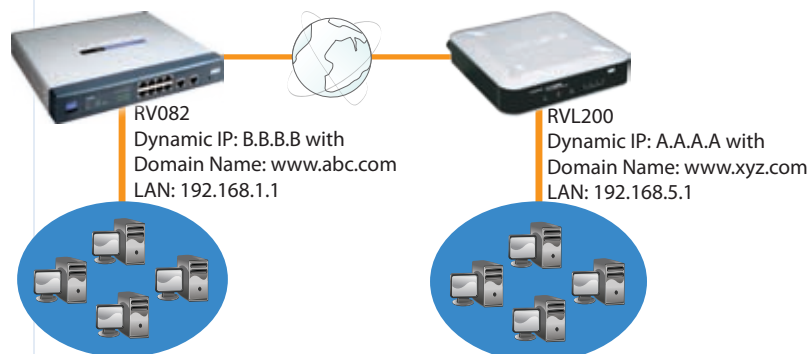 RV082
Dynamic IP: B.B.B.B with
Domain Name: www.abc.com
LAN: 192.168.1.1
RVL200
Dynamic IP: A.A.A.A with
Domain Name: www.xyz.com
LAN: 192.168.5.1